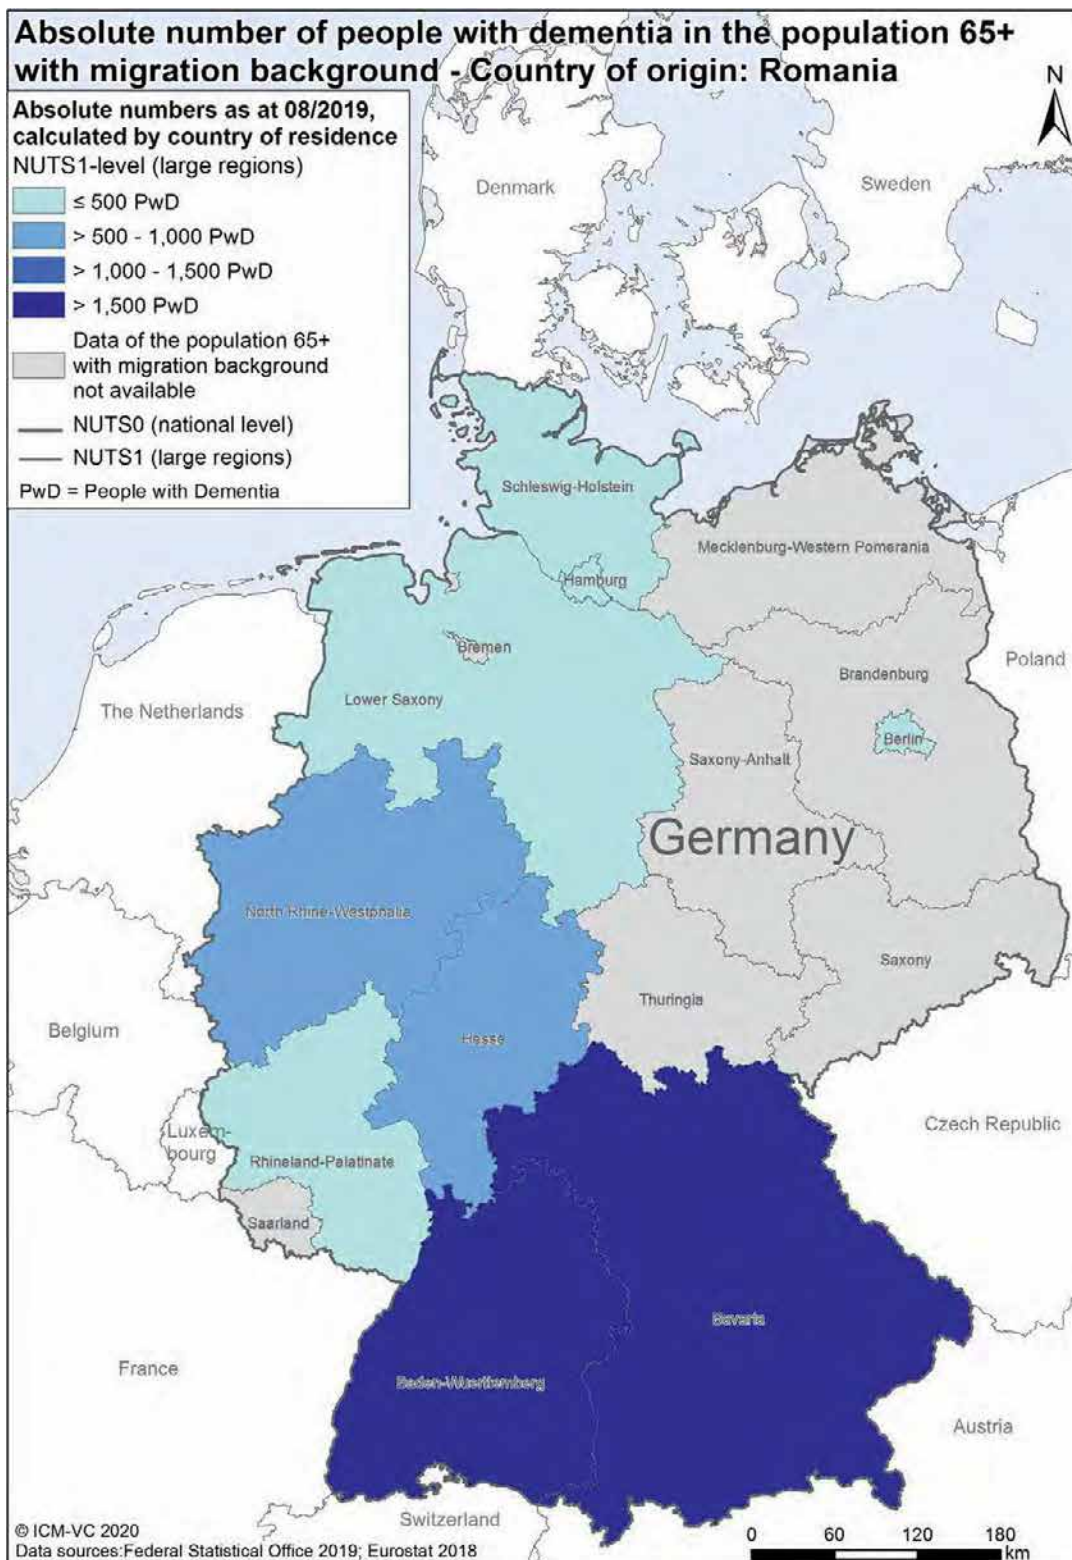 Absolute number of people with dementia in the population 65+
with migration background - Country of origin: Romania
Absolute numbers as at 08/2019,
calculated by country of residence
NUTS1-level (large regions)
≤ 500 PwD
> 500 - 1,000 PwD
> 1,000 - 1,500 PwD
> 1,500 PwD
Data of the population 65+
with migration background
not available
NUTS0 (national level)
NUTS1 (large regions)
PwD = People with Dementia
N
Denmark
Sweden
Schleswig-Holstein
Mecklenburg-Western Pomerania
Hamburg
Bremen
Poland
Brandenburg
Lower Saxony
The Netherlands
Berlin
Saxony-Anhalt
Germany
North Rhine-Westphalia
Saxony
Thuringia
Belgium
Hesse
Czech Republic
Luxem-
bourg
Rhineland-Palatinate
Saarland
Bavaria
France
Baden-Wuerttemberg
Austria
Switzerland
© ICM-VC 2020
Data sources:Federal Statistical Office 2019; Eurostat 2018
0 60 120 180
km